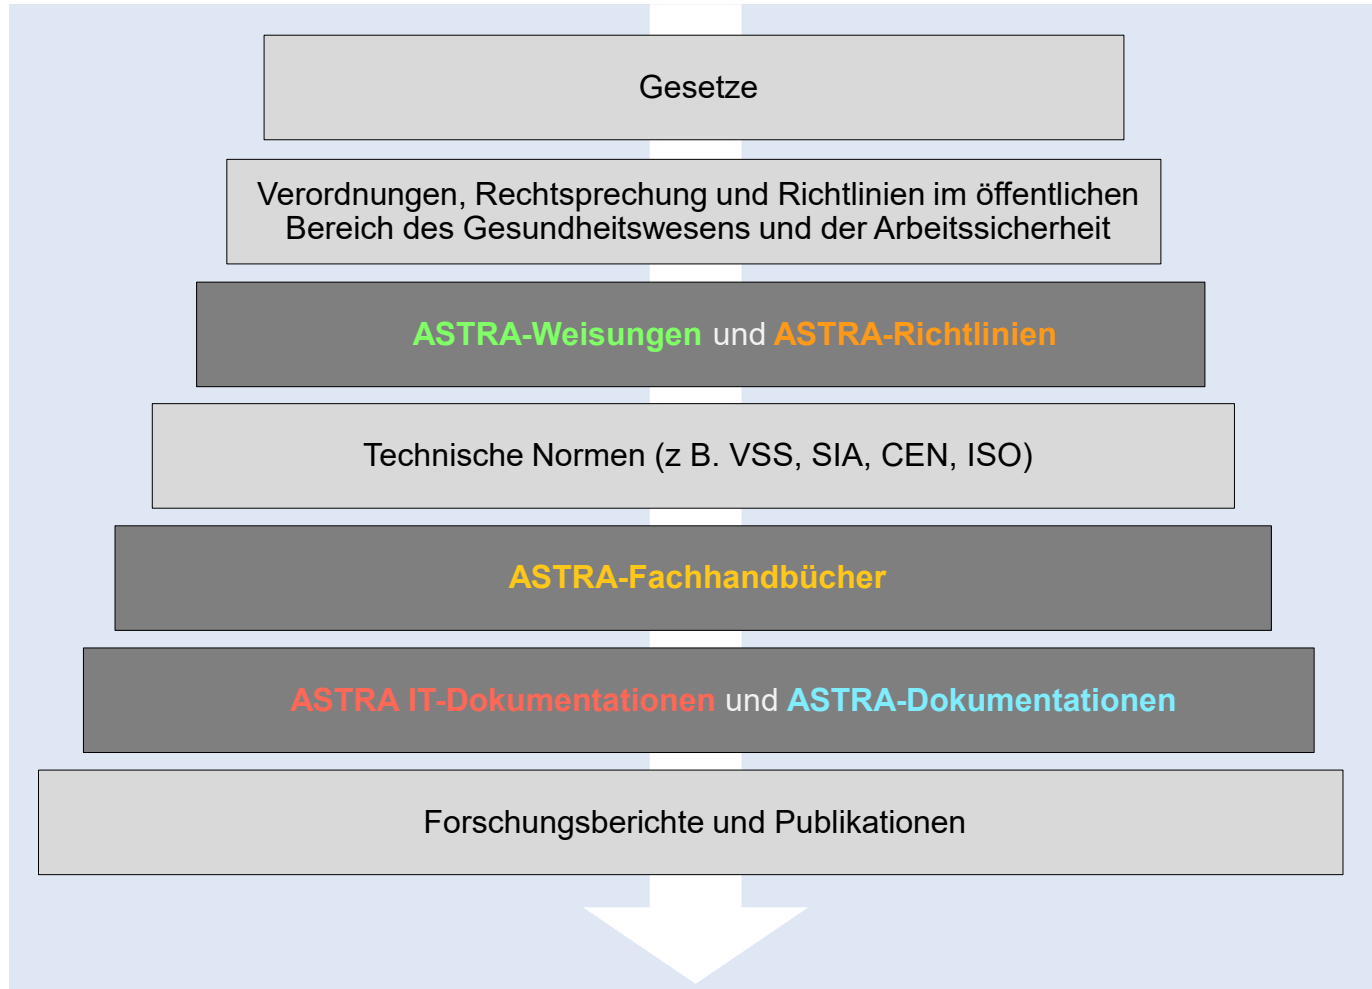 Gesetze
Verordnungen, Rechtsprechung und Richtlinien im öffentlichen
Bereich des Gesundheitswesens und der Arbeitssicherheit
ASTRA-Weisungen und ASTRA-Richtlinien
Technische Normen (z B. VSS, SIA, CEN, ISO)
ASTRA-Fachhandbücher
ASTRA IT-Dokumentationen und ASTRA-Dokumentationen
Forschungsberichte und Publikationen